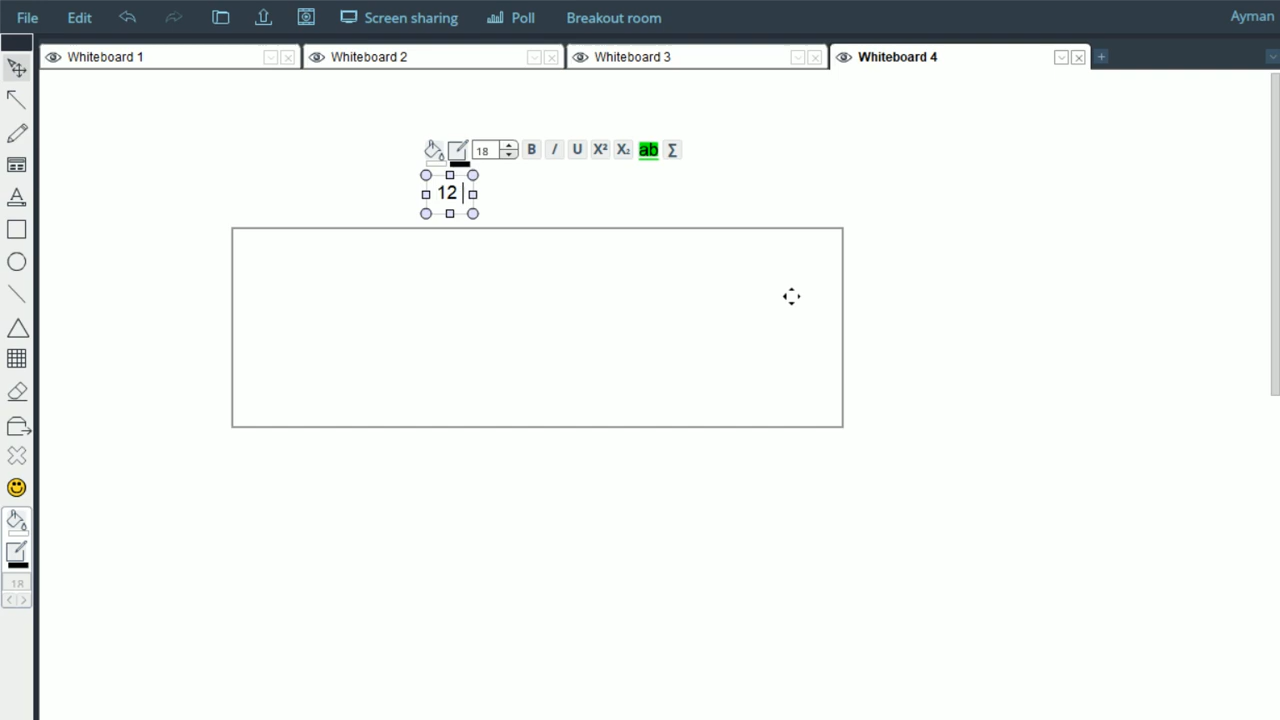 File Edit Screen sharing Poll Breakout room Ayman
Whiteboard 1 Whiteboard 2 Whiteboard 3 Whiteboard 4 +
18 B I U X² X₂ ab Σ
12
A
18